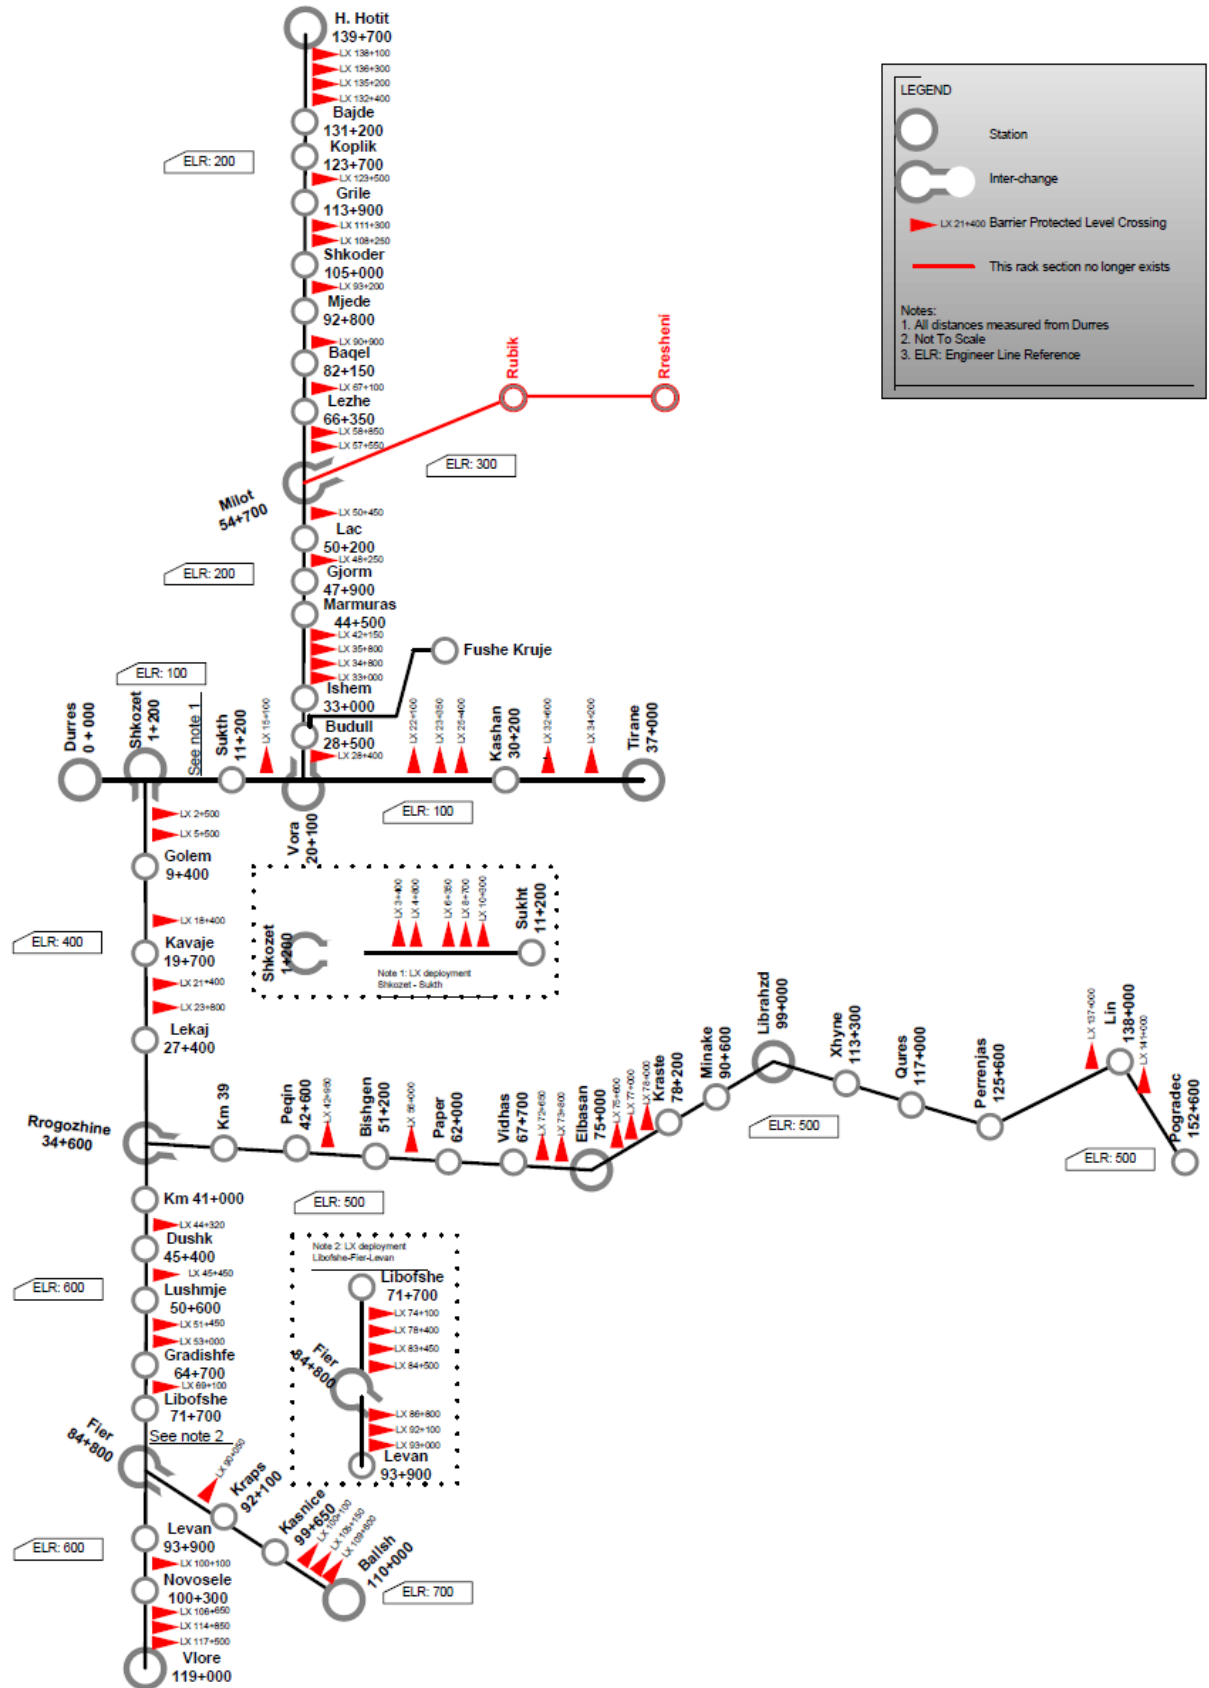 H. Hotit
139+700
LX 138+100
LX 136+300
LX 135+200
LX 132+400
Bajde
131+200
ELR: 200
Koplik
123+700
LX 123+500
Grile
113+900
LX 111+300
LX 108+250
Shkoder
105+000
LX 93+200
Mjede
92+800
LX 90+900
Baqel
82+150
LX 67+100
Lezhe
66+350
LX 58+850
LX 57+550
Rubik
Rresheni
ELR: 300
Milot
54+700
LX 50+450
Lac
50+200
LX 48+250
ELR: 200
Gjorm
47+900
Marmuras
44+500
LX 42+150
LX 35+800
LX 34+800
LX 33+000
Fushe Kruje
Ishem
33+000
Budull
28+500
LX 28+400
LEGEND
Station
Inter-change
LX 21+400 Barrier Protected Level Crossing
This rack section no longer exists
Notes:
1. All distances measured from Durres
2. Not To Scale
3. ELR: Engineer Line Reference
ELR: 100
Durres
0 + 000
Shkozet
1+200
See note 1
Sukth
11+200
LX 15+100
Vora
20+100
LX 22+100
LX 23+350
LX 25+400
Kashan
30+200
LX 32+600
LX 34+200
Tirane
37+000
ELR: 100
LX 2+500
LX 5+500
Golem
9+400
LX 18+400
ELR: 400
Kavaje
19+700
LX 21+400
LX 23+800
Lekaj
27+400
Shkozet
1+200
LX 3+400
LX 4+800
LX 6+350
LX 8+700
LX 10+300
Sukht
11+200
Note 1: LX deployment
Shkozet - Sukth
Rrogozhine
34+600
Km 39
Peqin
42+600
LX 42+950
Bishgen
51+200
LX 56+000
Paper
62+000
Vidhas
67+700
LX 72+650
LX 73+800
Elbasan
75+000
LX 75+600
LX 77+000
LX 78+000
Kraste
78+200
Minake
90+600
Librahzd
99+000
Xhyne
113+300
Qures
117+000
Perrenjas
125+600
LX 137+000
Lin
138+000
LX 141+000
Pogradec
152+600
ELR: 500
ELR: 500
ELR: 500
Km 41+000
LX 44+320
Dushk
45+400
LX 45+450
ELR: 600
Lushmje
50+600
LX 51+450
LX 53+000
Gradishfe
64+700
LX 69+100
Libofshe
71+700
See note 2
Fier
84+800
Note 2: LX deployment
Libofshe-Fier-Levan
Libofshe
71+700
LX 74+100
LX 78+400
LX 83+450
LX 84+500
Fier
84+800
LX 86+800
LX 92+100
LX 93+000
Levan
93+900
LX 90+050
Kraps
92+100
Kasnice
99+650
LX 100+100
LX 105+150
LX 109+800
Ballsh
110+000
ELR: 700
Levan
93+900
ELR: 600
LX 100+100
Novosele
100+300
LX 106+650
LX 114+850
LX 117+500
Vlore
119+000